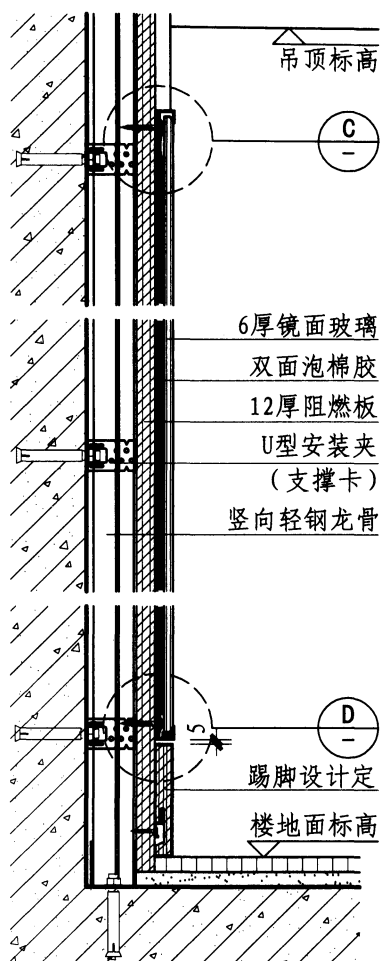 吊顶标高
C
-
6厚镜面玻璃
双面泡棉胶
12厚阻燃板
U型安装夹
(支撑卡)
竖向轻钢龙骨
D
-
5
踢脚设计定
楼地面标高